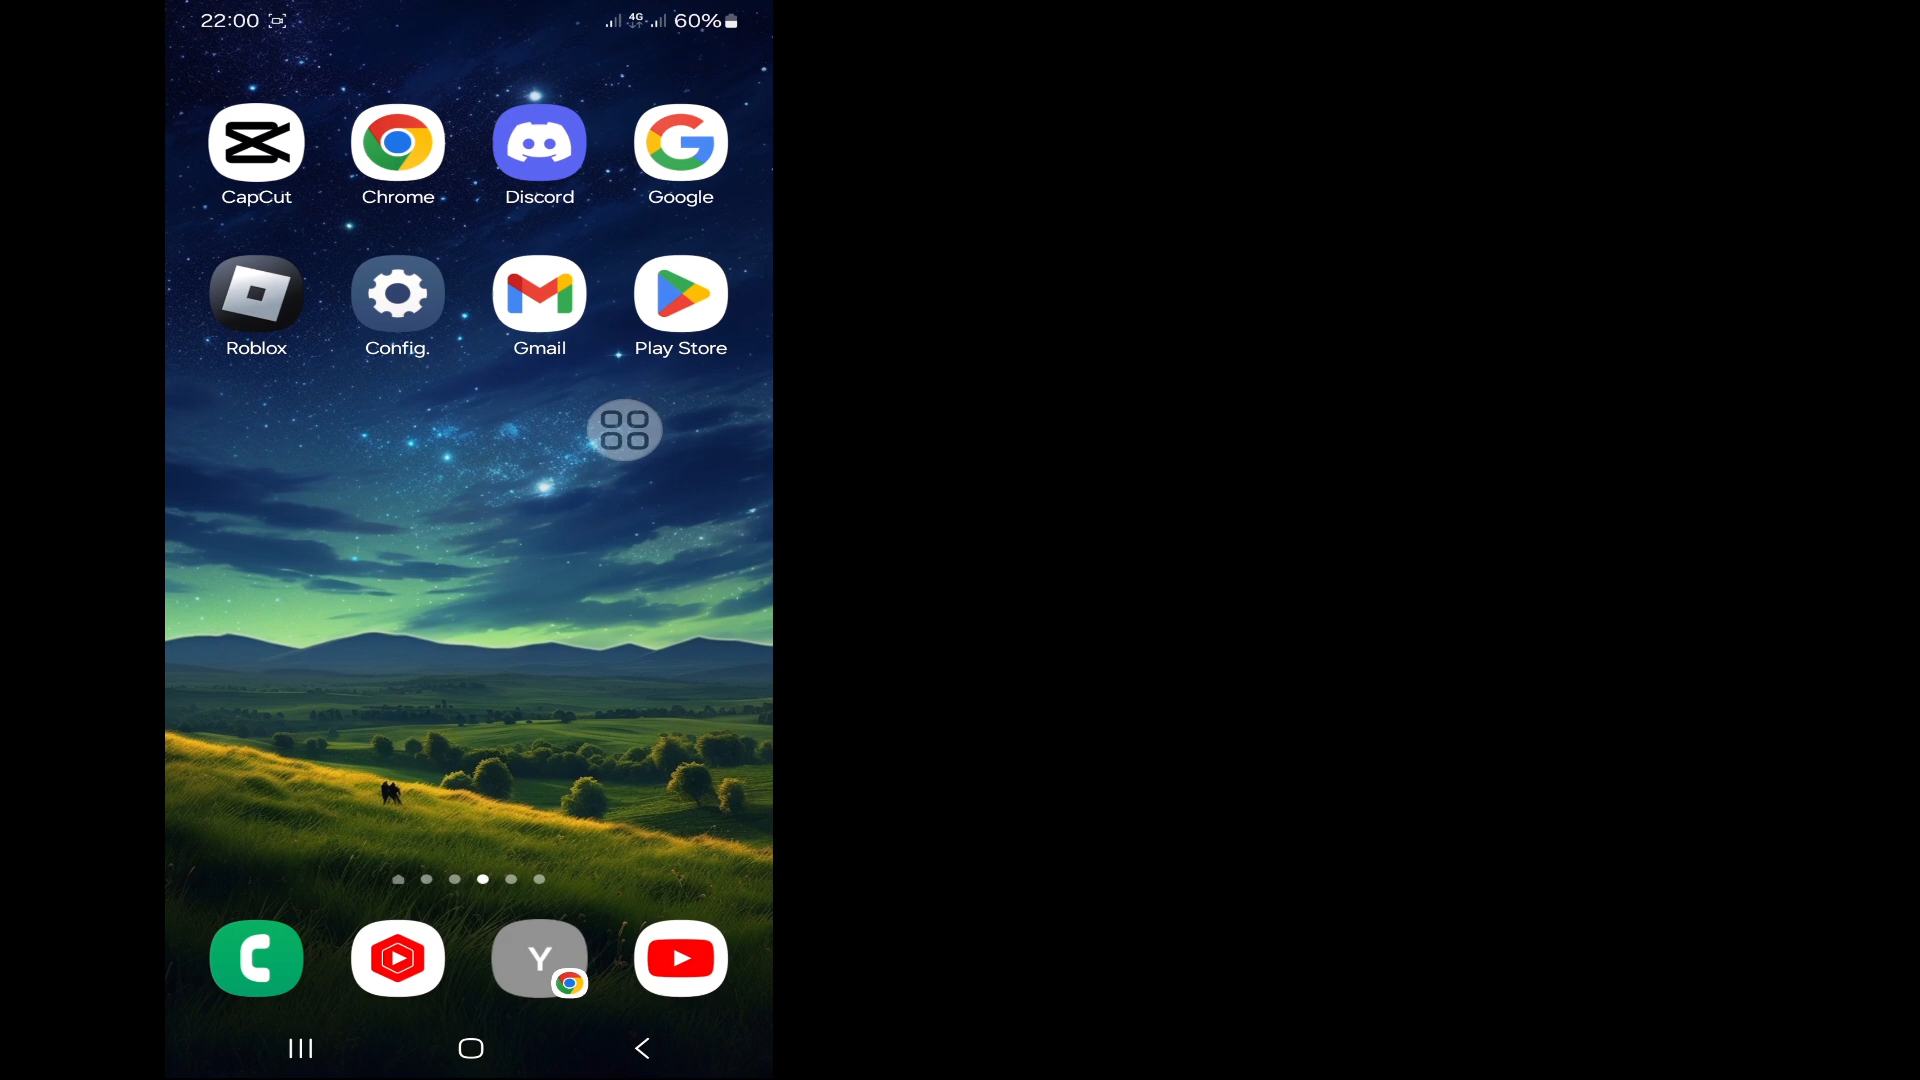 22:00
4G 60%
CapCut Chrome Discord Google
Roblox Config. Gmail Play Store
Y